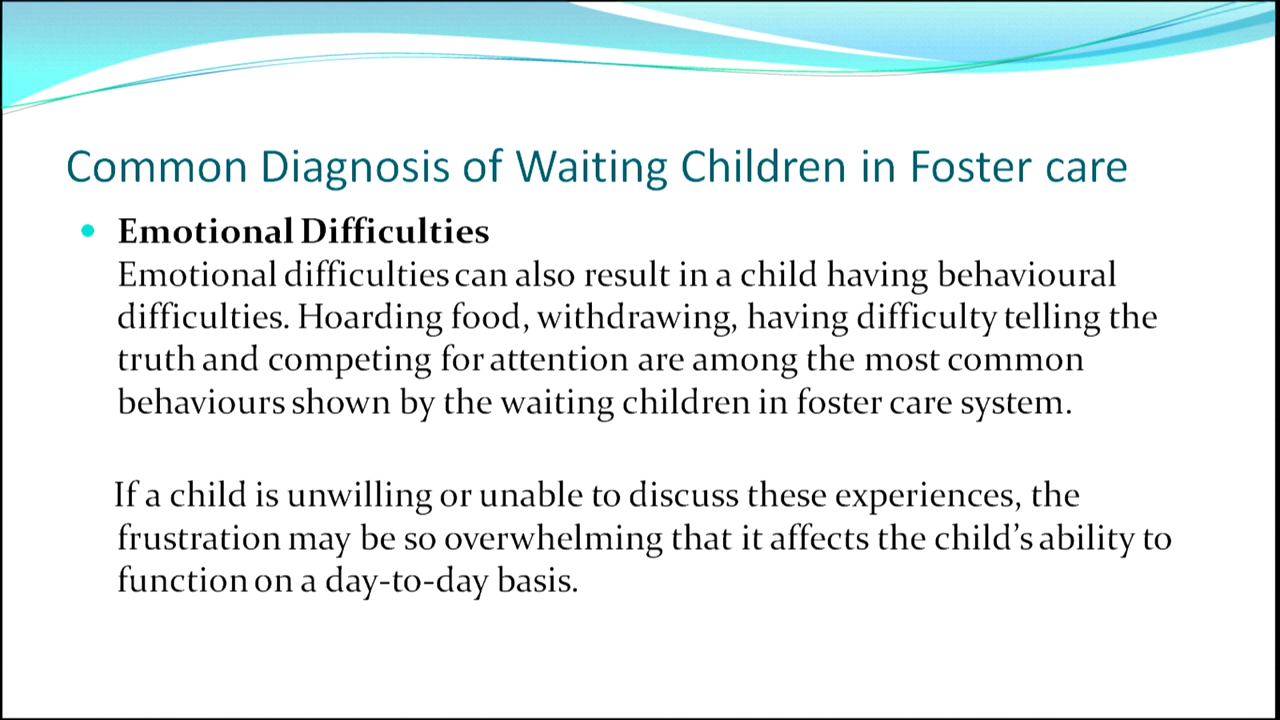 Common Diagnosis of Waiting Children in Foster care
• Emotional Difficulties
Emotional difficulties can also result in a child having behavioural
difficulties. Hoarding food, withdrawing, having difficulty telling the
truth and competing for attention are among the most common
behaviours shown by the waiting children in foster care system.
If a child is unwilling or unable to discuss these experiences, the
frustration may be so overwhelming that it affects the child’s ability to
function on a day-to-day basis.